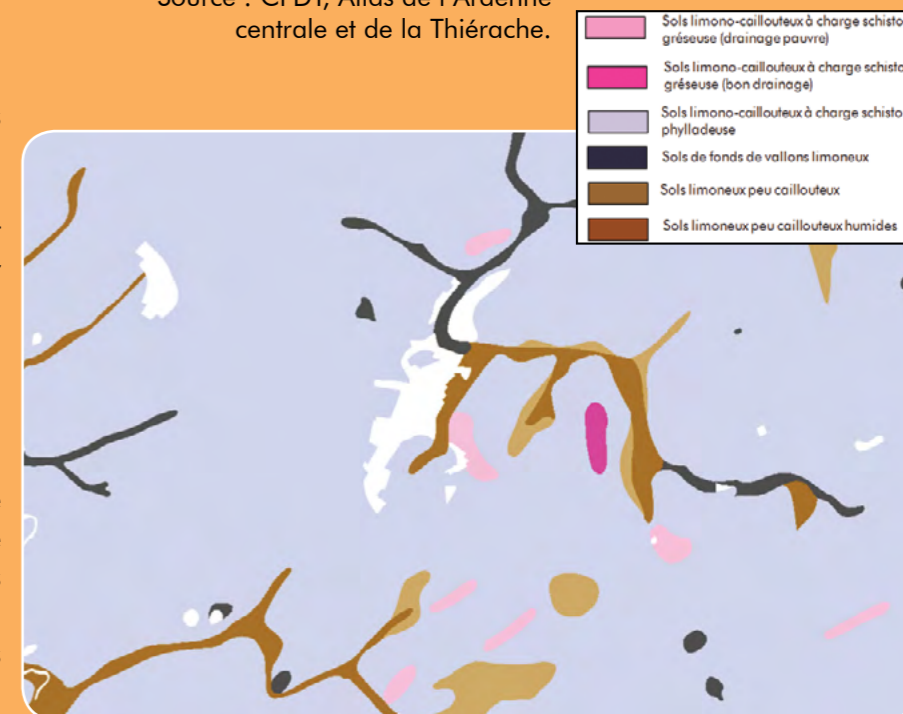 centrale et de la Thiérache.
Sols limono-caillouteux à charge schisto
gréseuse (drainage pauvre)
Sols limono-caillouteux à charge schisto
gréseuse (bon drainage)
Sols limono-caillouteux à charge schisto
phylladeuse
Sols de fonds de vallons limoneux
Sols limoneux peu caillouteux
Sols limoneux peu caillouteux humides